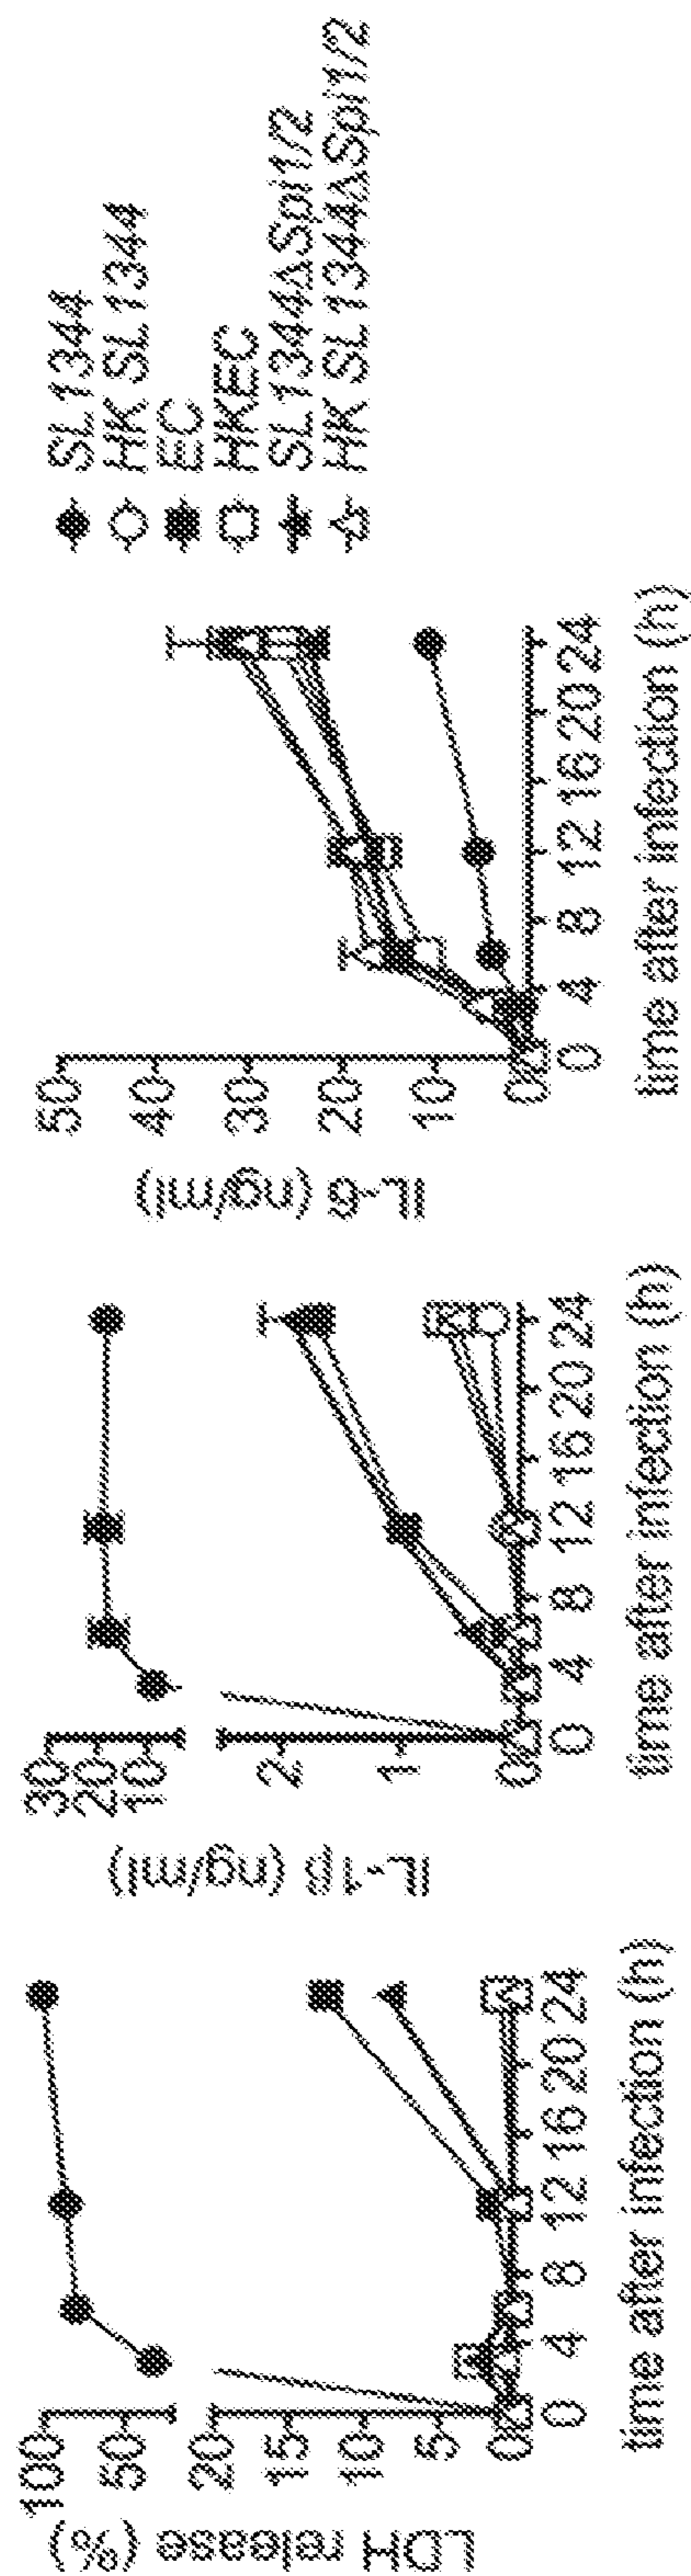 LDH release
(%)
100
50
20
15
10
5
0
0 4 8 12 16 20 24
time after infection (h)
IL-1β (ng/ml)
30
20
10
2
1
0
0 4 8 12 16 20 24
time after infection (h)
IL-6 (ng/ml)
50
40
30
20
10
0
0 4 8 12 16 20 24
time after infection (h)
SL1344
HK SL1344
EC
HKEC
SL1344ΔSpi1/2
HK SL1344ΔSpi1/2